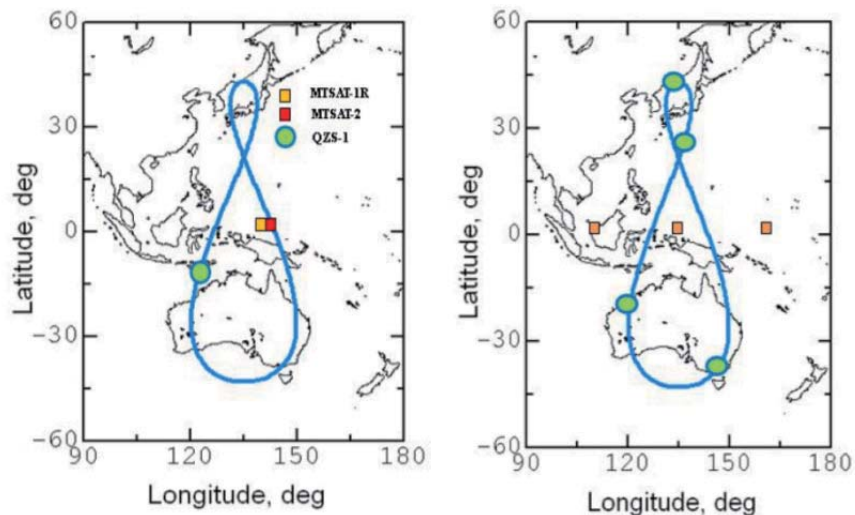 60
30
0
−30
−60
90
120
150
180
Latitude, deg
Longitude, deg
MTSAT-1R
MTSAT-2
QZS-1
60
30
0
−30
−60
90
120
150
180
Latitude, deg
Longitude, deg